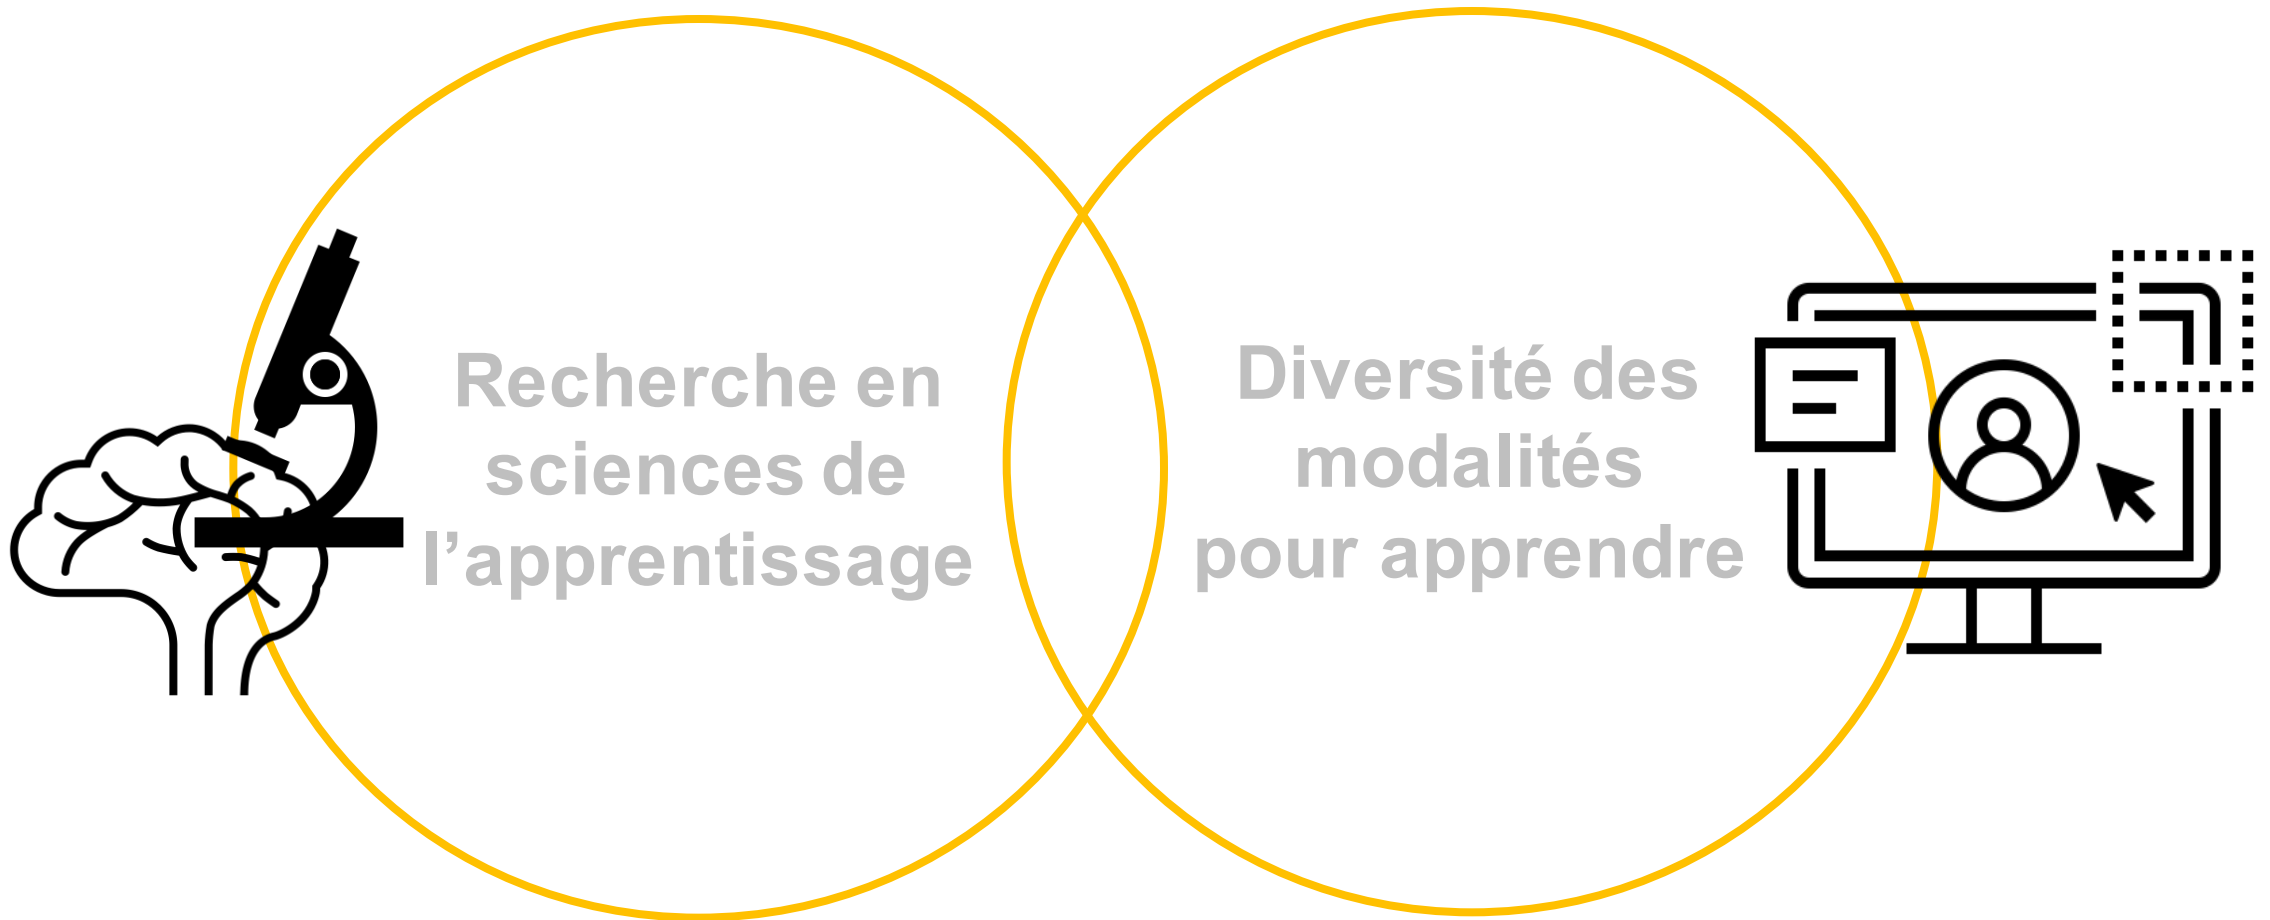 Recherche en
sciences de
l’apprentissage
Diversité des
modalités
pour apprendre